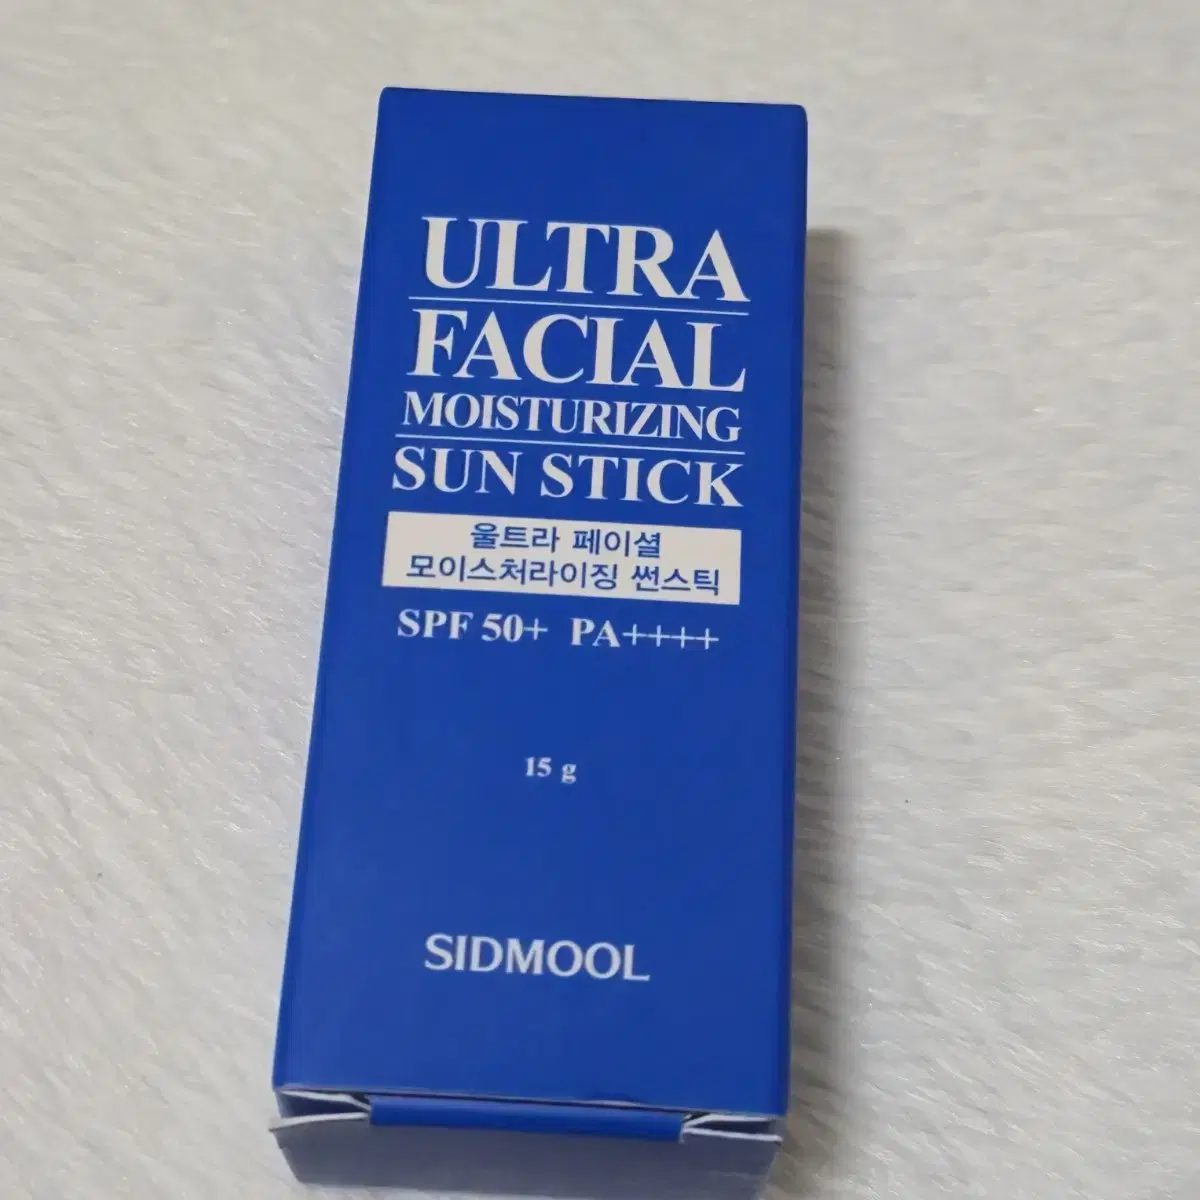 ULTRA
FACIAL
MOISTURIZING
SUN STICK
울트라 페이셜
모이스처라이징 썬스틱
SPF 50+ PA++++
15 g
SIDMOOL